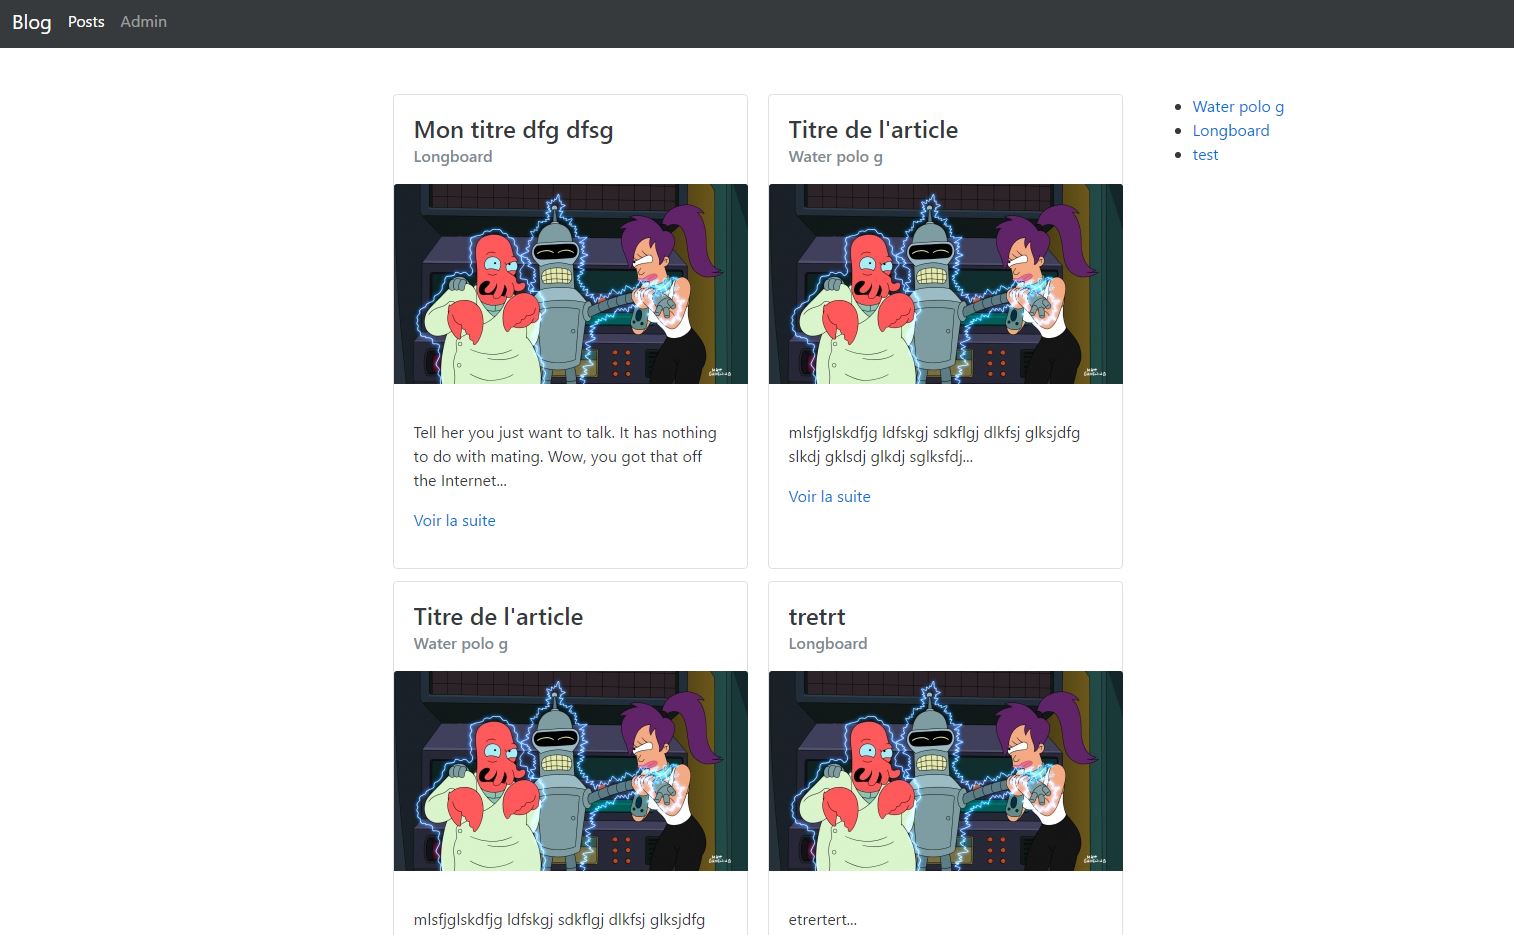 Blog Posts Admin
Mon titre dfg dfsg
Longboard
Tell her you just want to talk. It has nothing
to do with mating. Wow, you got that off
the Internet...
Voir la suite
Titre de l'article
Water polo g
mlsfjglskdfjg ldfskgj sdkflgj dlkfsj glksjdfg
slkdj gklsdj glkdj sglksfdj...
Voir la suite
Water polo g
Longboard
test
Titre de l'article
Water polo g
mlsfjglskdfjg ldfskgj sdkflgj dlkfsj glksjdfg
tretrt
Longboard
etrertert...